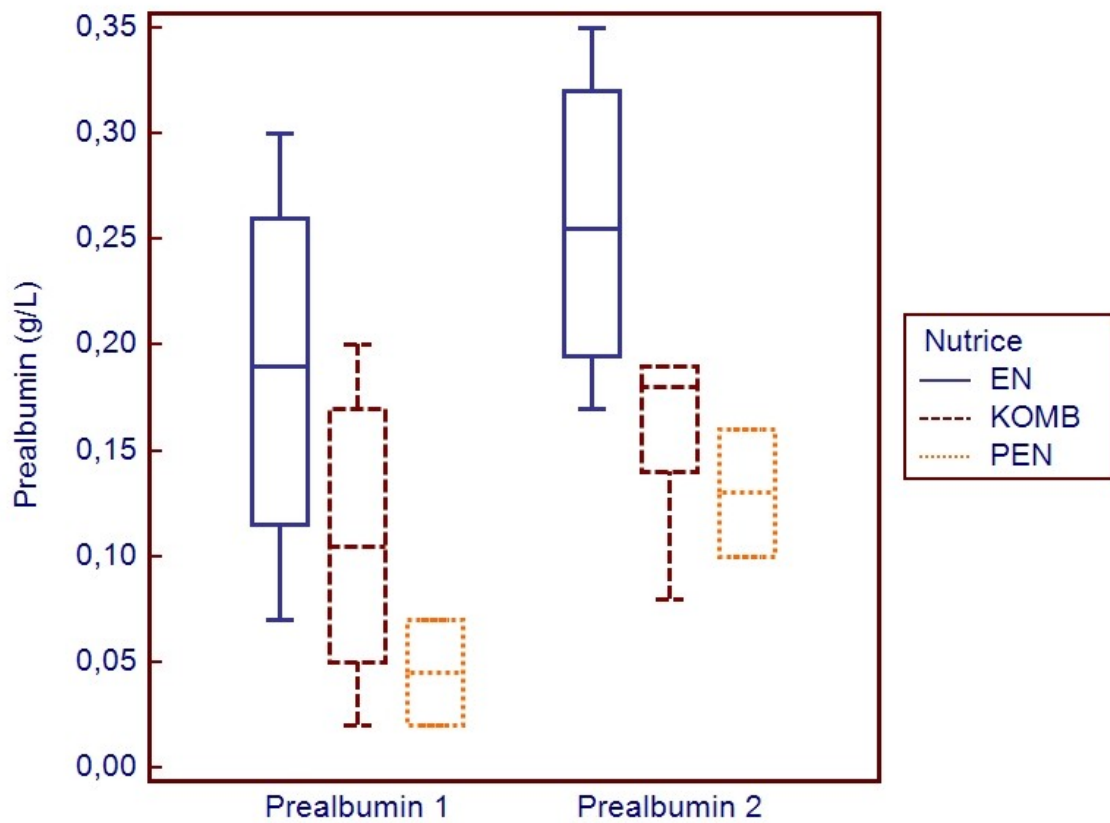 0,35
0,30
0,25
0,20
0,15
0,10
0,05
0,00
Prealbumin (g/L)
Prealbumin 1
Prealbumin 2
Nutrice
EN
KOMB
PEN